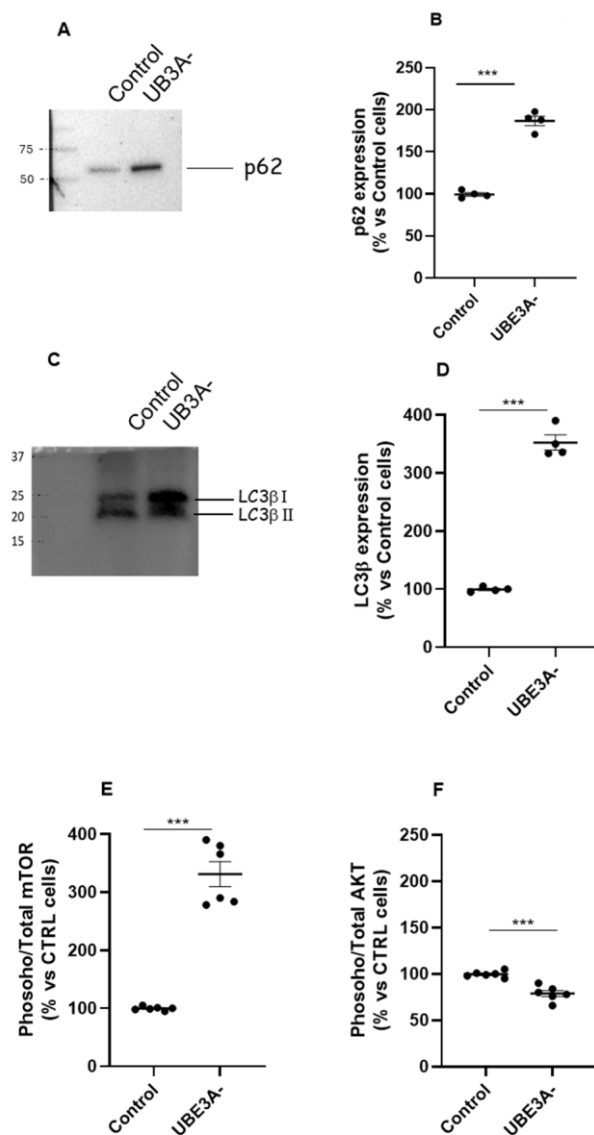 A
Control
UB3A-
75
50
p62
B
***
p62 expression
(% vs Control cells)
250
200
150
100
50
0
Control
UBE3A-
C
Control
UB3A-
37
25
20
15
LC3β I
LC3β II
D
***
LC3β expression
(% vs Control cells)
400
300
200
100
0
Control
UBE3A-
E
***
Phosoho/Total mTOR
(% vs CTRL cells)
400
300
200
100
0
Control
UBE3A-
F
***
Phosoho/Total AKT
(% vs CTRL cells)
250
200
150
100
50
0
Control
UBE3A-